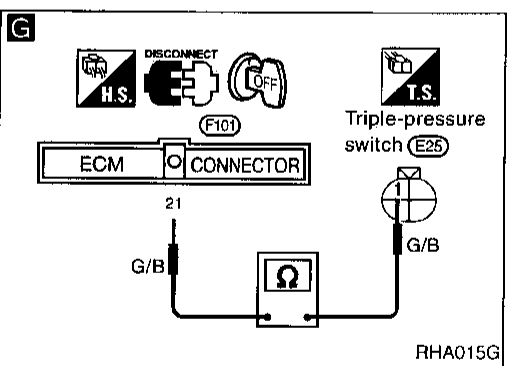 G
DISCONNECT
H.S.
OFF
T.S.
F101
Triple-pressure
switch E25
ECM CONNECTOR
21
1
G/B
G/B
Ω
RHA015G